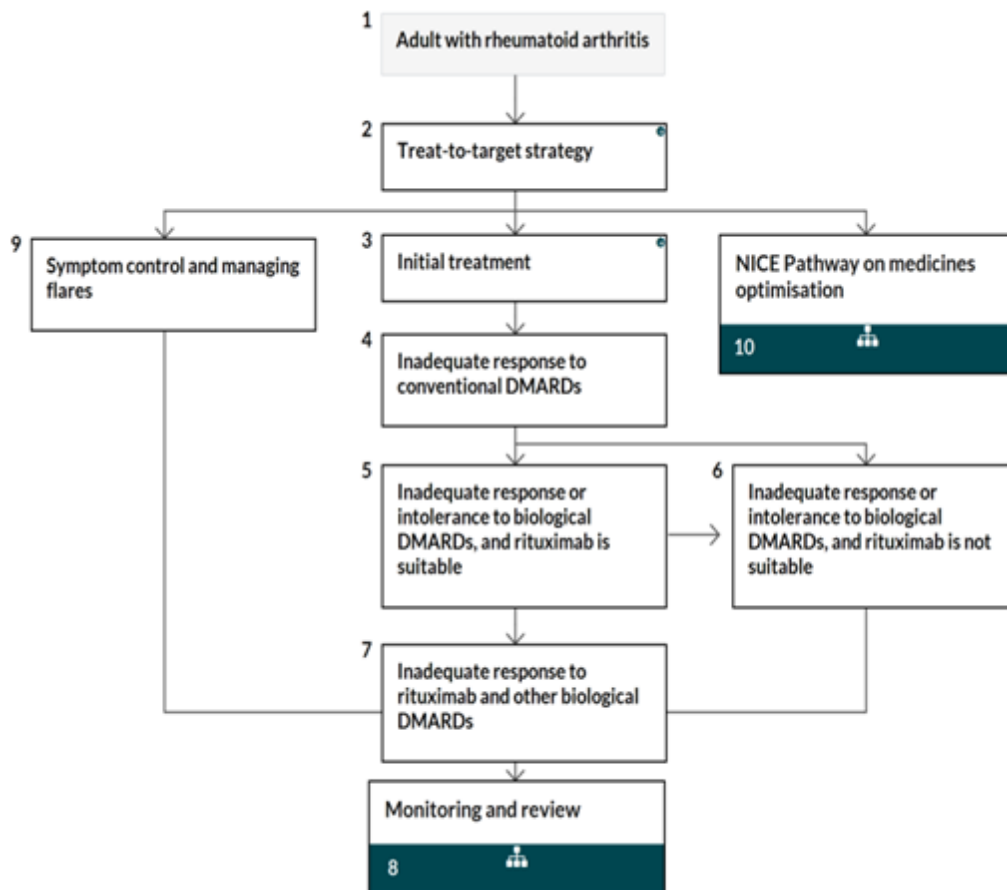 1
Adult with rheumatoid arthritis
2
Treat-to-target strategy
9
Symptom control and managing
flares
3
Initial treatment
NICE Pathway on medicines
optimisation
10
4
Inadequate response to
conventional DMARDs
5
Inadequate response or
intolerance to biological
DMARDs, and rituximab is
suitable
6
Inadequate response or
intolerance to biological
DMARDs, and rituximab is not
suitable
7
Inadequate response to
rituximab and other biological
DMARDs
Monitoring and review
8